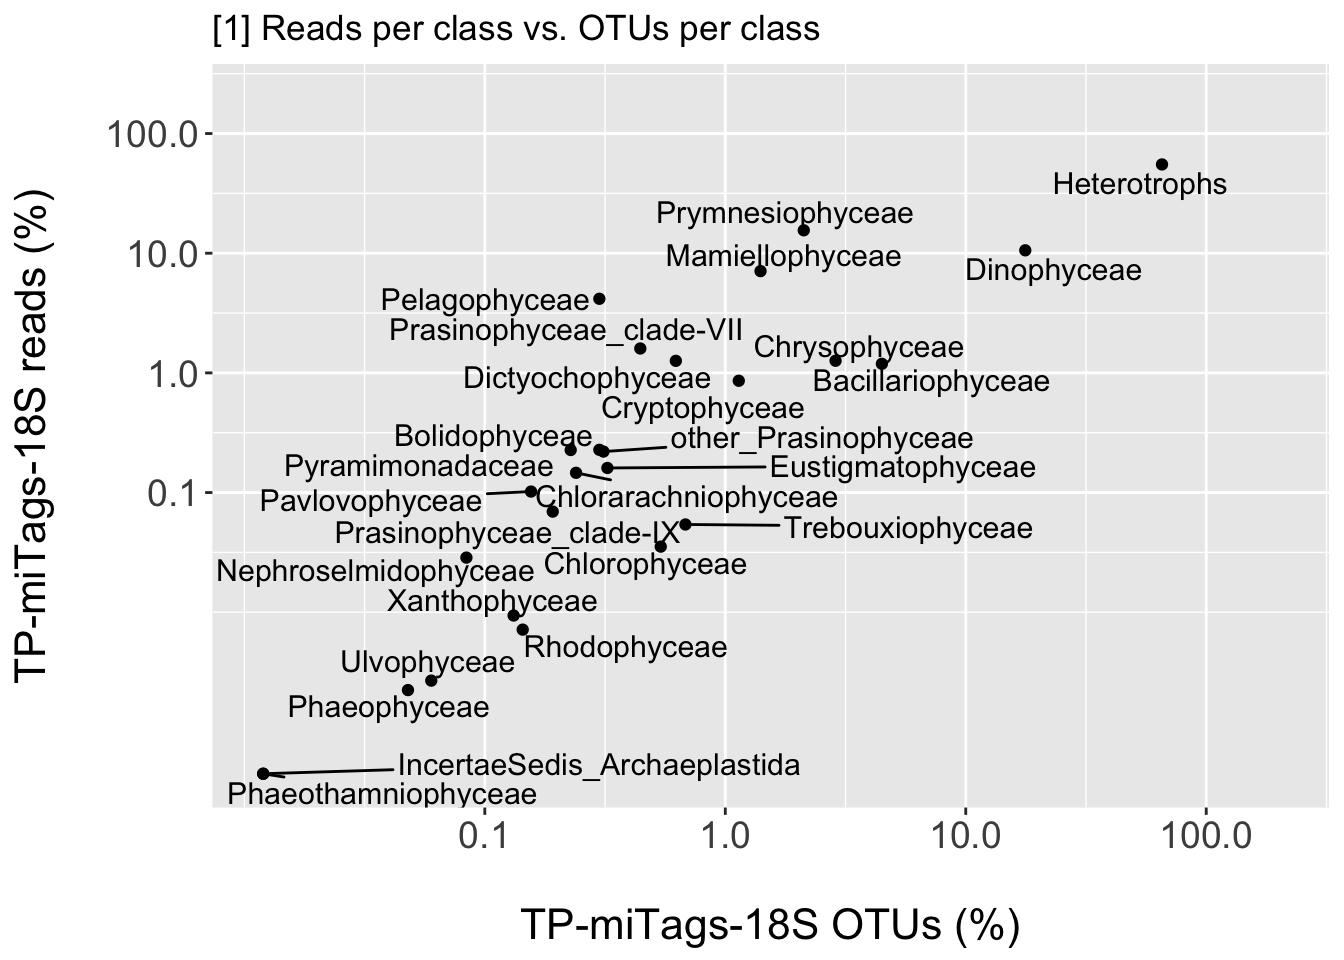 [1] Reads per class vs. OTUs per class
TP-miTags-18S reads (%)
100.0
10.0
1.0
0.1
Heterotrophs
Prymnesiophyceae
Mamiellophyceae
Dinophyceae
Pelagophyceae
Prasinophyceae_clade-VII
Chrysophyceae
Dictyochophyceae
Bacillariophyceae
Cryptophyceae
Bolidophyceae
other_Prasinophyceae
Pyramimonadaceae
Eustigmatophyceae
Pavlovophyceae
Chlorarachniophyceae
Prasinophyceae_clade-IX
Trebouxiophyceae
Nephroselmidophyceae
Chlorophyceae
Xanthophyceae
Rhodophyceae
Ulvophyceae
Phaeophyceae
IncertaeSedis_Archaeplastida
Phaeothamniophyceae
0.1
1.0
10.0
100.0
TP-miTags-18S OTUs (%)